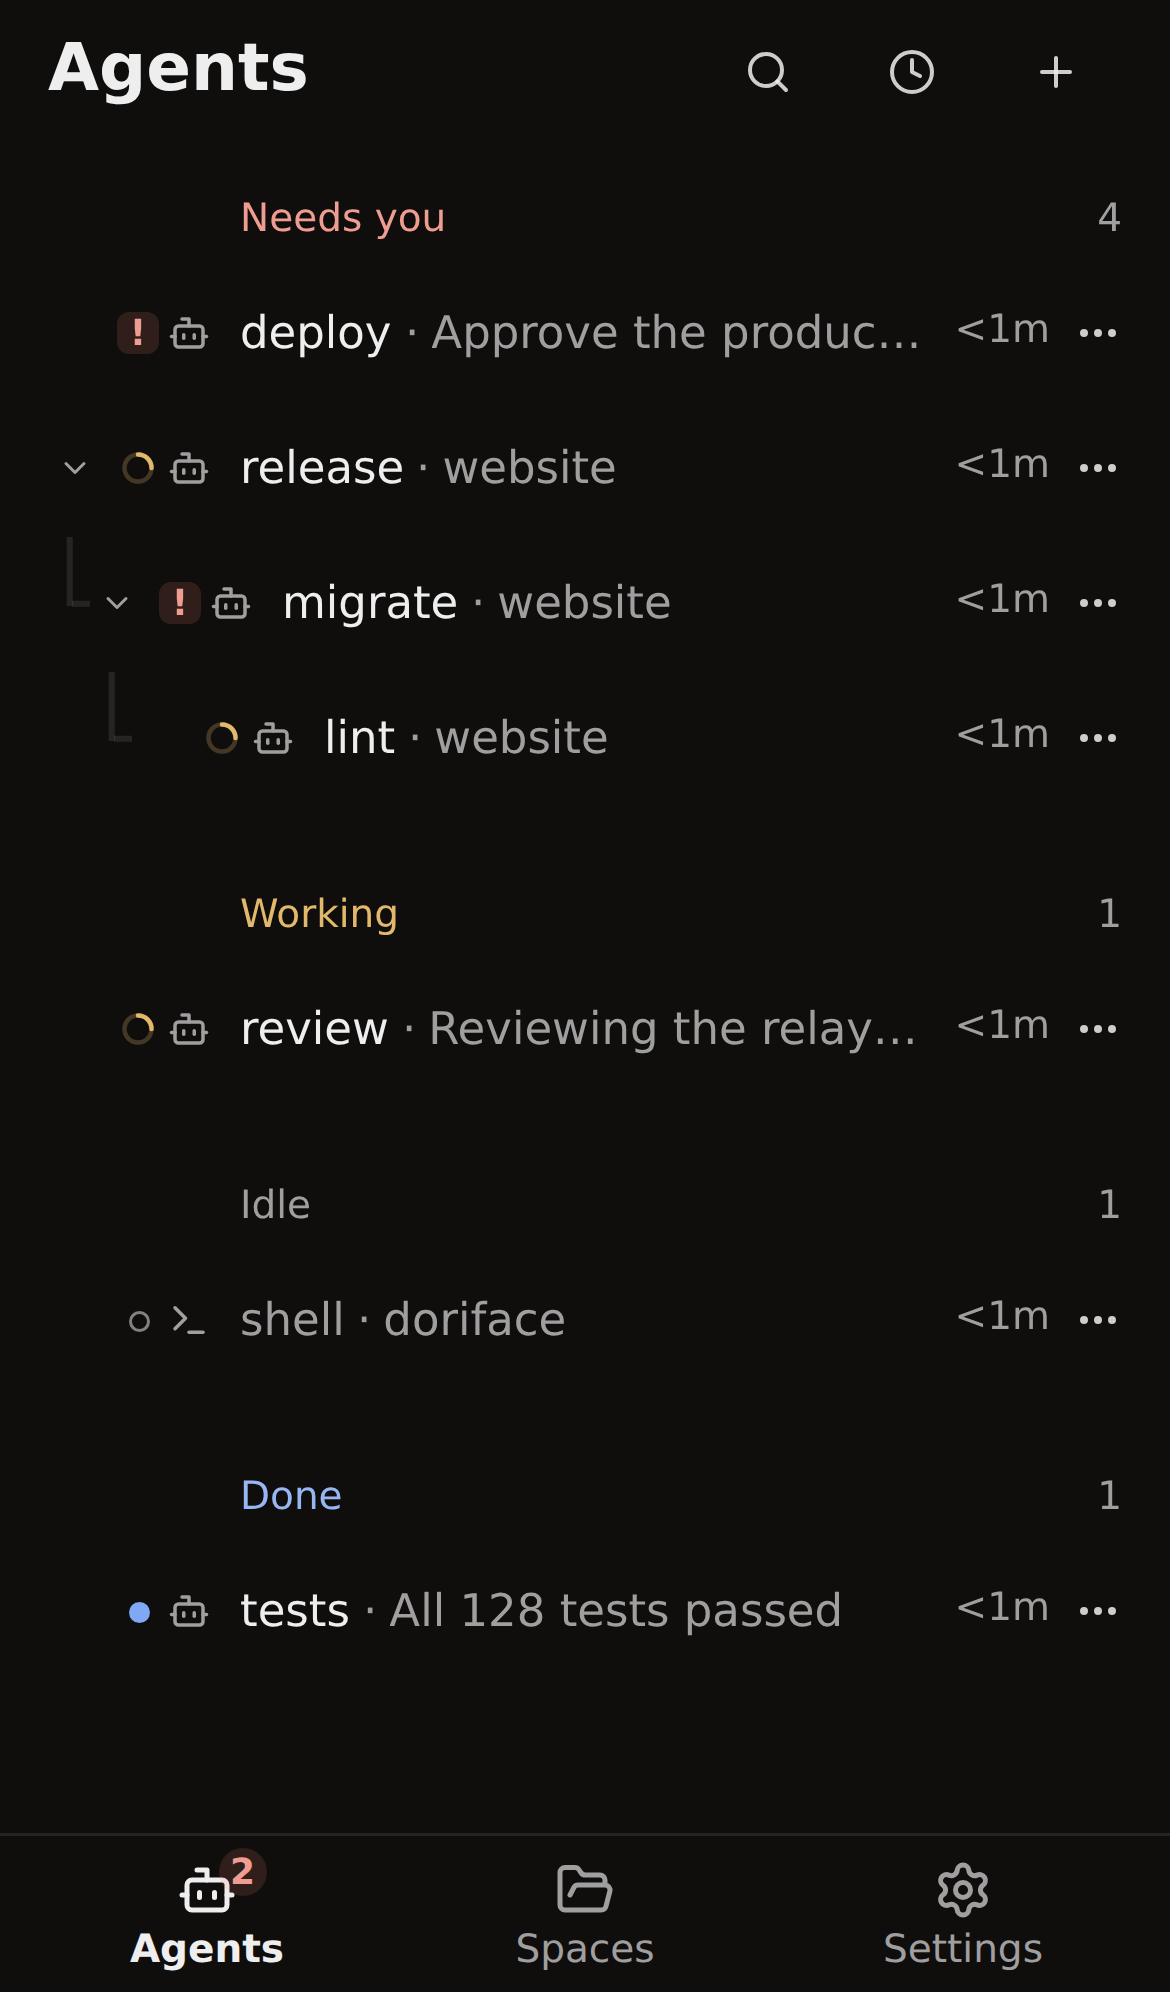 Agents
Needs you 4
! deploy · Approve the produc... <1m
release · website <1m
! migrate · website <1m
lint · website <1m
Working 1
review · Reviewing the relay... <1m
Idle 1
shell · doriface <1m
Done 1
tests · All 128 tests passed <1m
2
Agents Spaces Settings